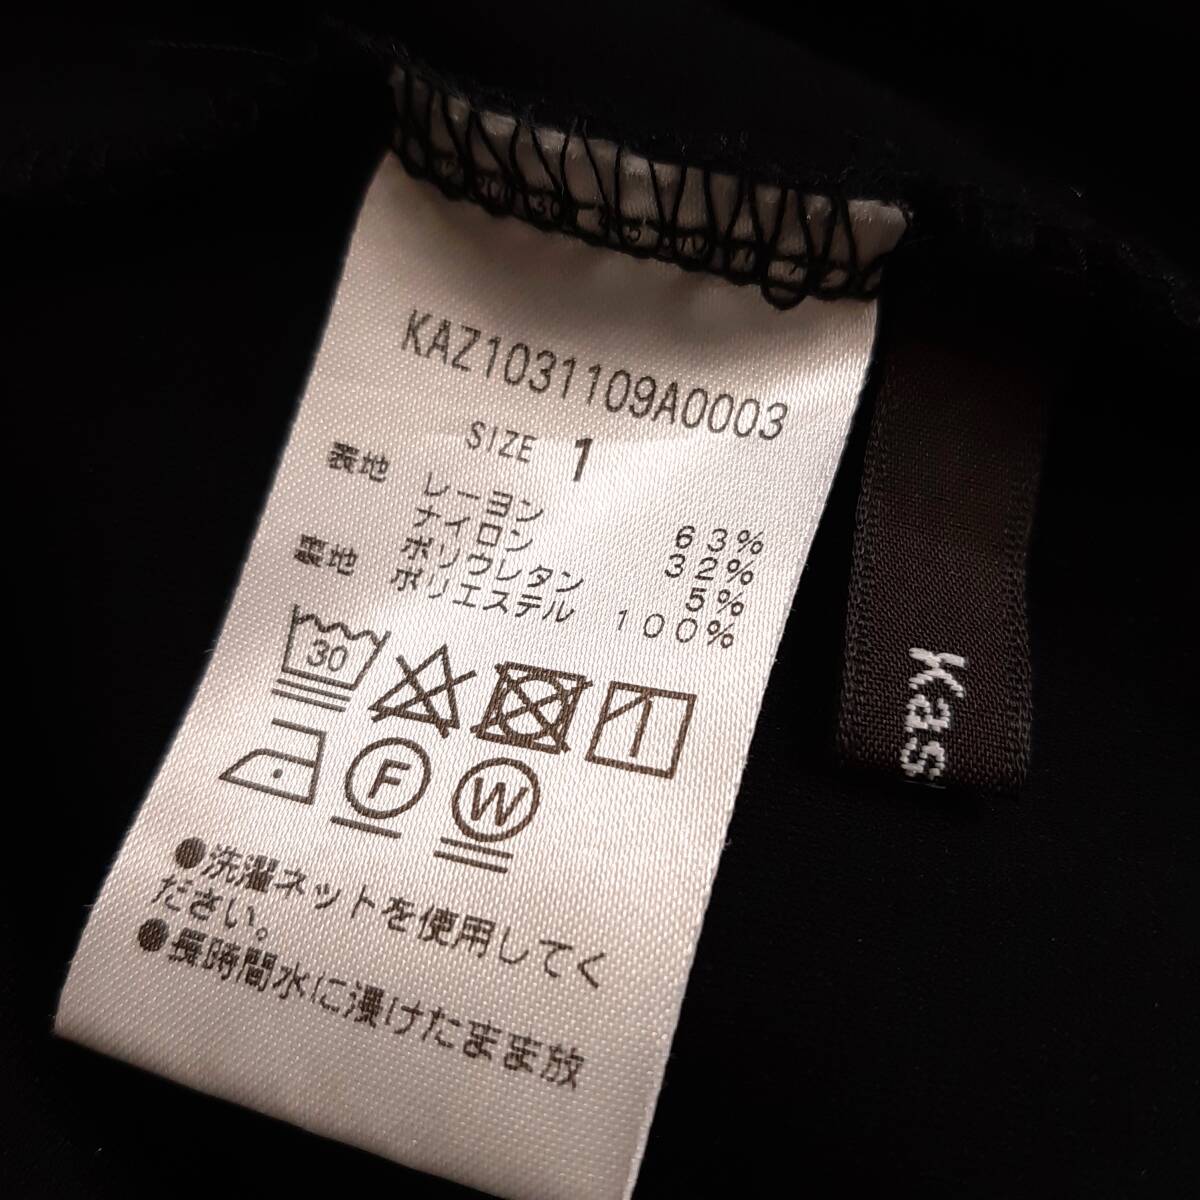 KAZ1031109A0003
SIZE 1
表地 レーヨン 63%
ナイロン 32%
ポリウレタン 5%
裏地 ポリエステル 100%
30
F
W
●洗濯ネットを使用してく
ださい。
●長時間水に漬けたまま放
Kas